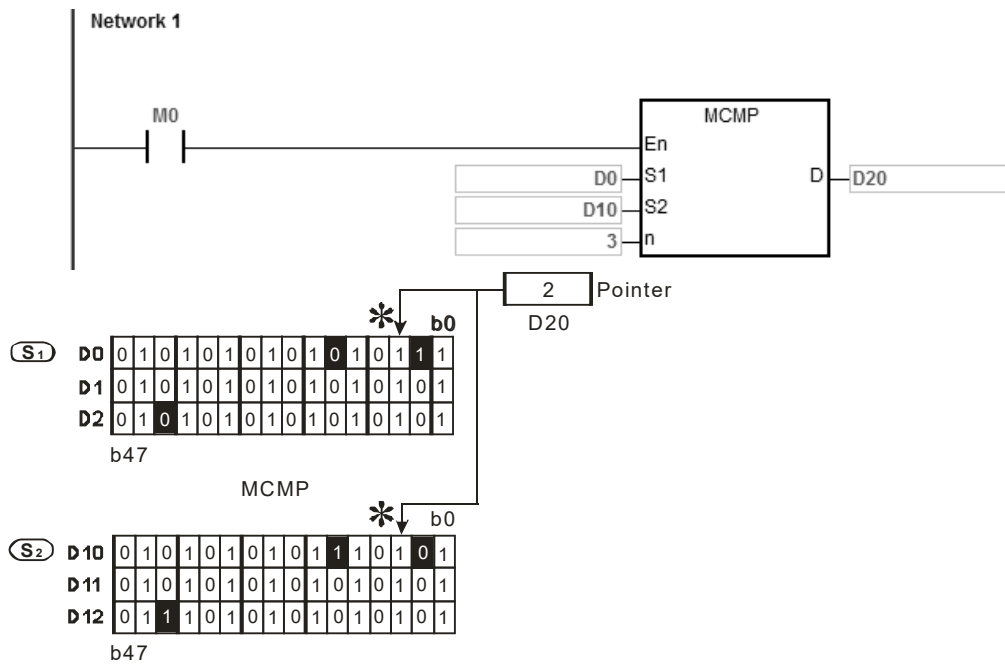 Network 1
M0
MCMP
En
D0 S1 D D20
D10 S2
3 n
2 Pointer
D20
* b0
S1 D0 0 1 0 1 0 1 0 1 0 1 0 1 0 1 1 1
D1 0 1 0 1 0 1 0 1 0 1 0 1 0 1 0 1
D2 0 1 0 1 0 1 0 1 0 1 0 1 0 1 0 1
b47
MCMP
* b0
S2 D10 0 1 0 1 0 1 0 1 0 1 1 1 0 1 0 1
D11 0 1 0 1 0 1 0 1 0 1 0 1 0 1 0 1
D12 0 1 1 1 0 1 0 1 0 1 0 1 0 1 0 1
b47